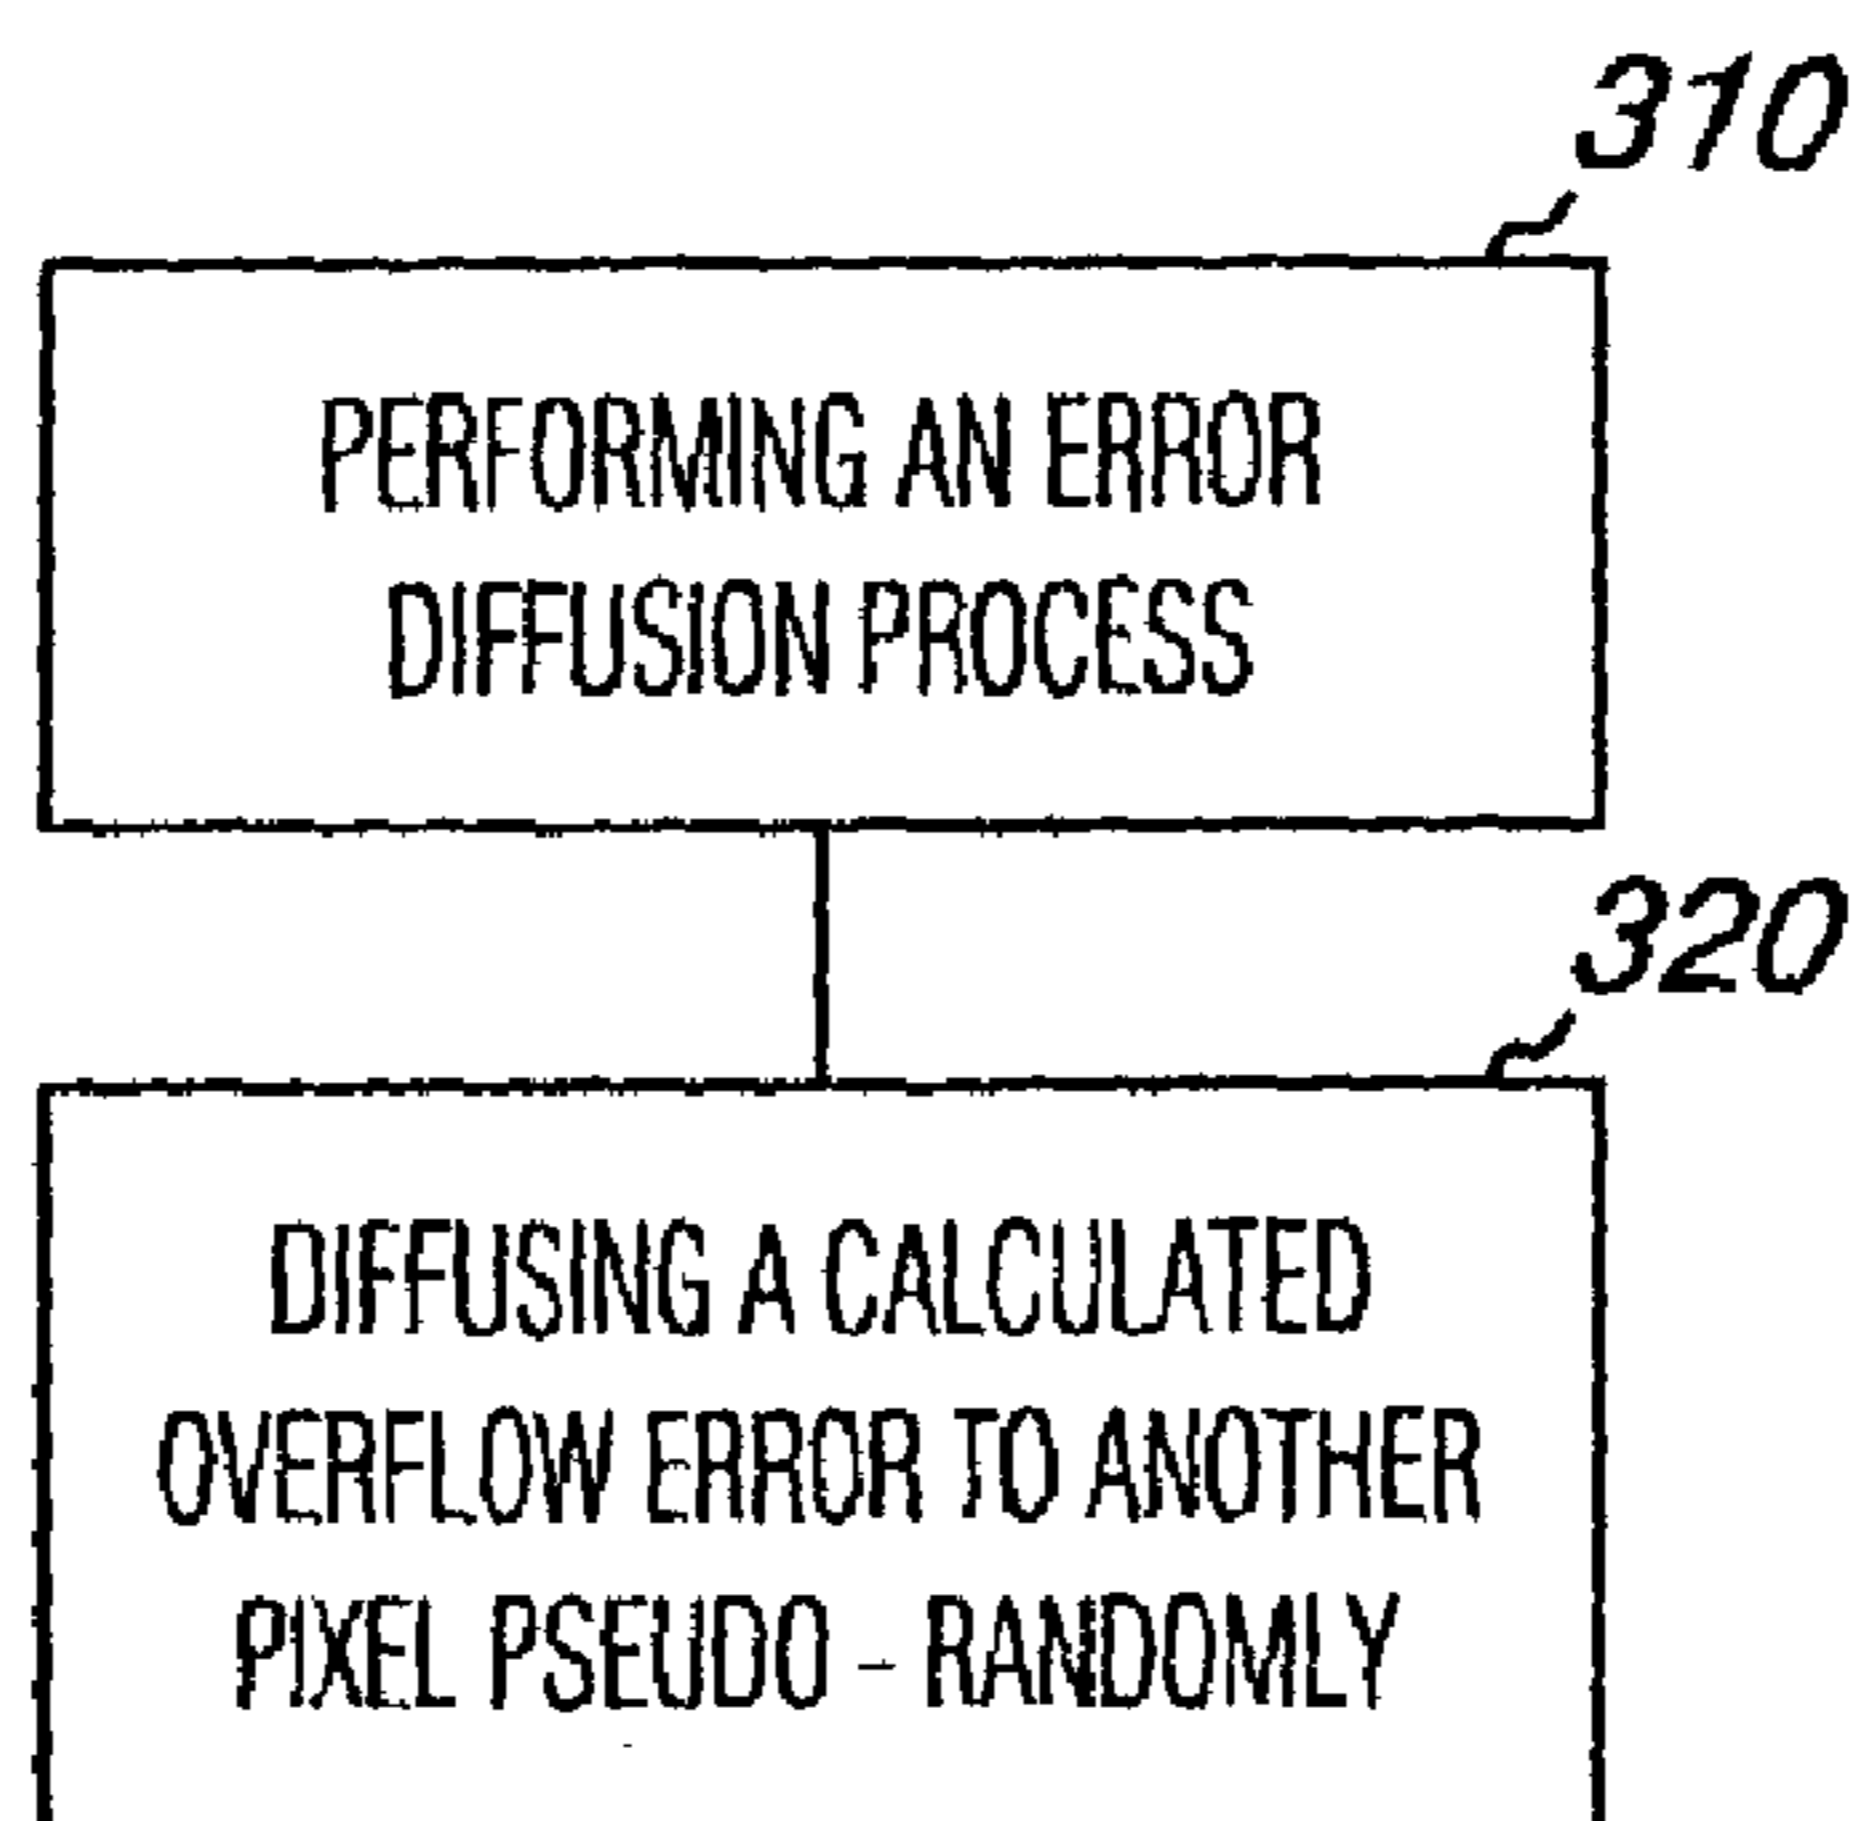 310
PERFORMING AN ERROR
DIFFUSION PROCESS
320
DIFFUSING A CALCULATED
OVERFLOW ERROR TO ANOTHER
PIXEL PSEUDO - RANDOMLY